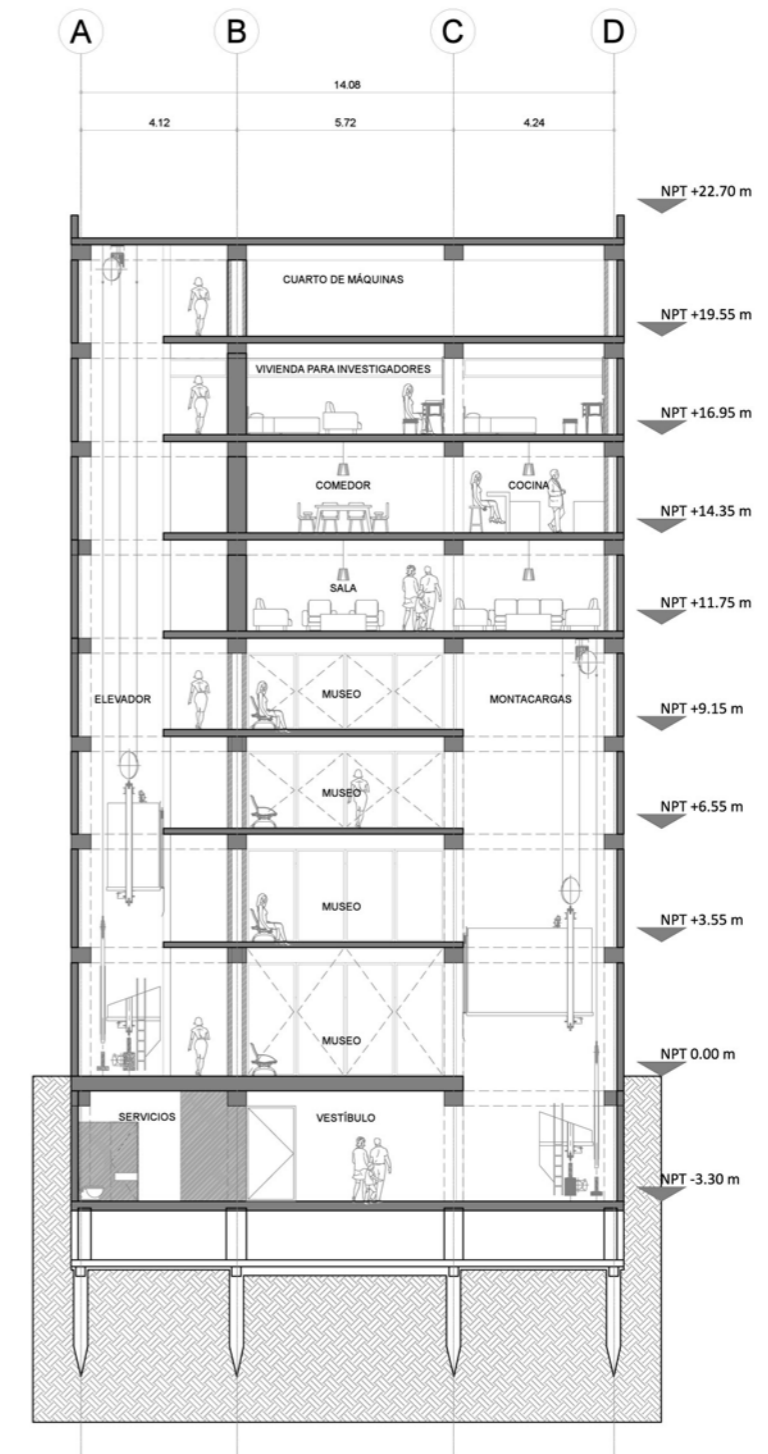 A B C D
14.08
4.12 5.72 4.24
NPT +22.70 m
CUARTO DE MÁQUINAS
NPT +19.55 m
VIVIENDA PARA INVESTIGADORES
NPT +16.95 m
COMEDOR COCINA
NPT +14.35 m
SALA
NPT +11.75 m
ELEVADOR MUSEO MONTACARGAS
NPT +9.15 m
MUSEO
NPT +6.55 m
MUSEO
NPT +3.55 m
MUSEO
NPT 0.00 m
SERVICIOS VESTÍBULO
NPT -3.30 m